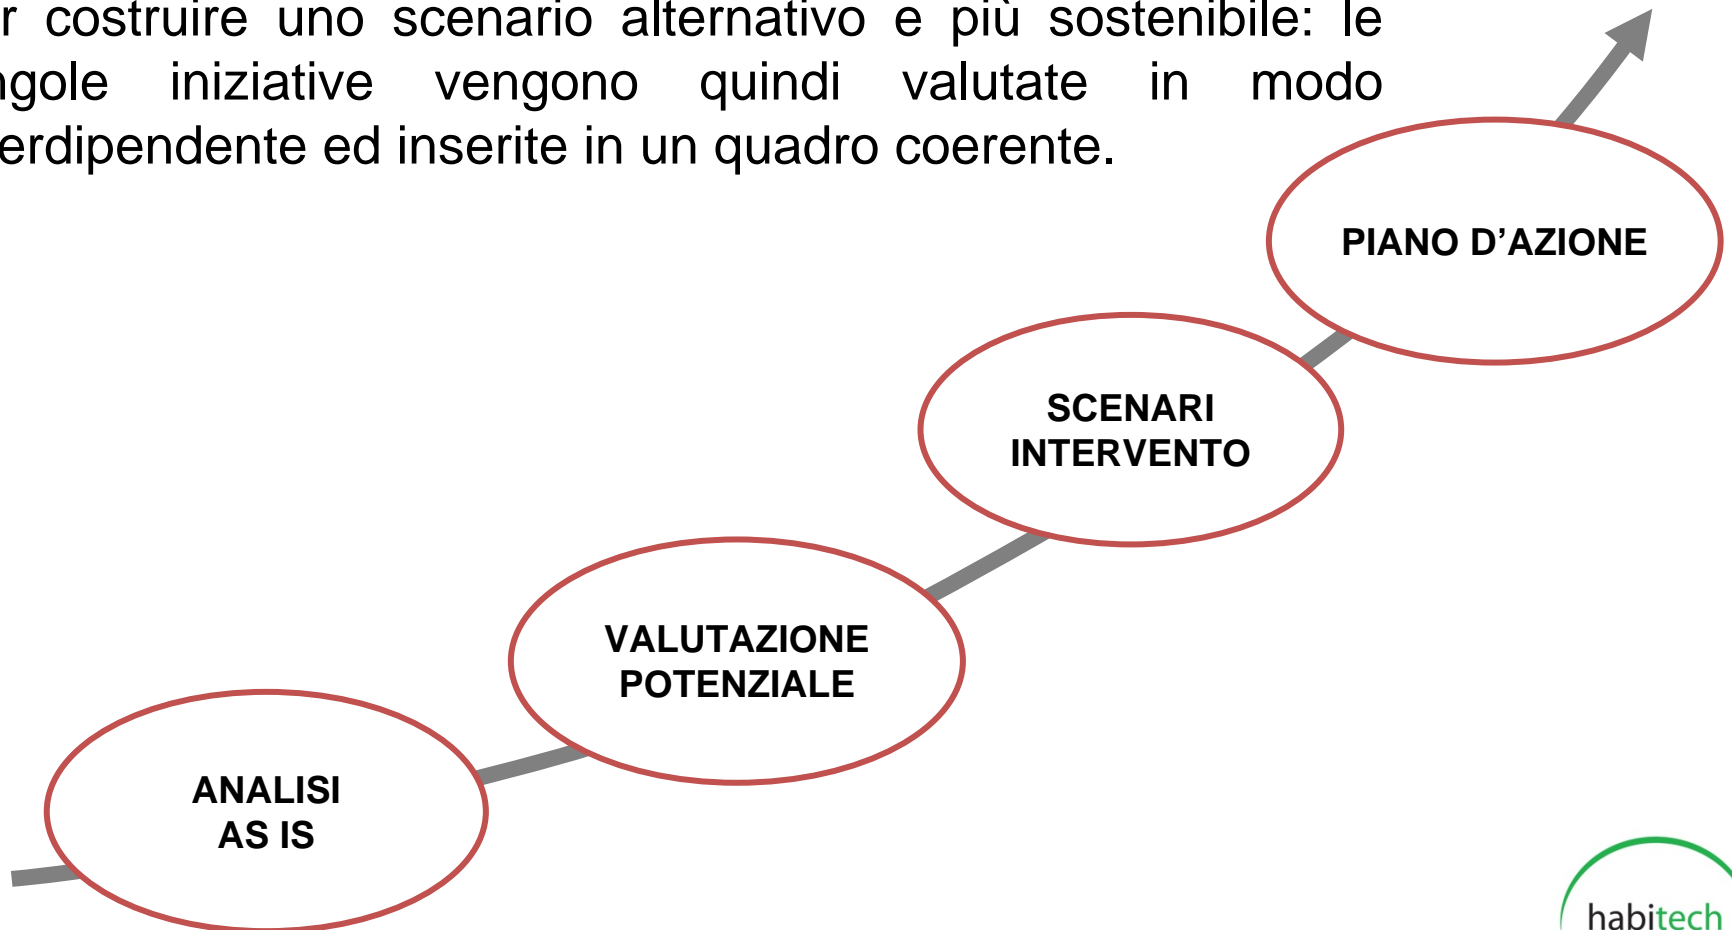 r costruire uno scenario alternativo e più sostenibile: le
ngole iniziative vengono quindi valutate in modo
erdipendente ed inserite in un quadro coerente.
PIANO D’AZIONE
SCENARI
INTERVENTO
VALUTAZIONE
POTENZIALE
ANALISI
AS IS
habitech